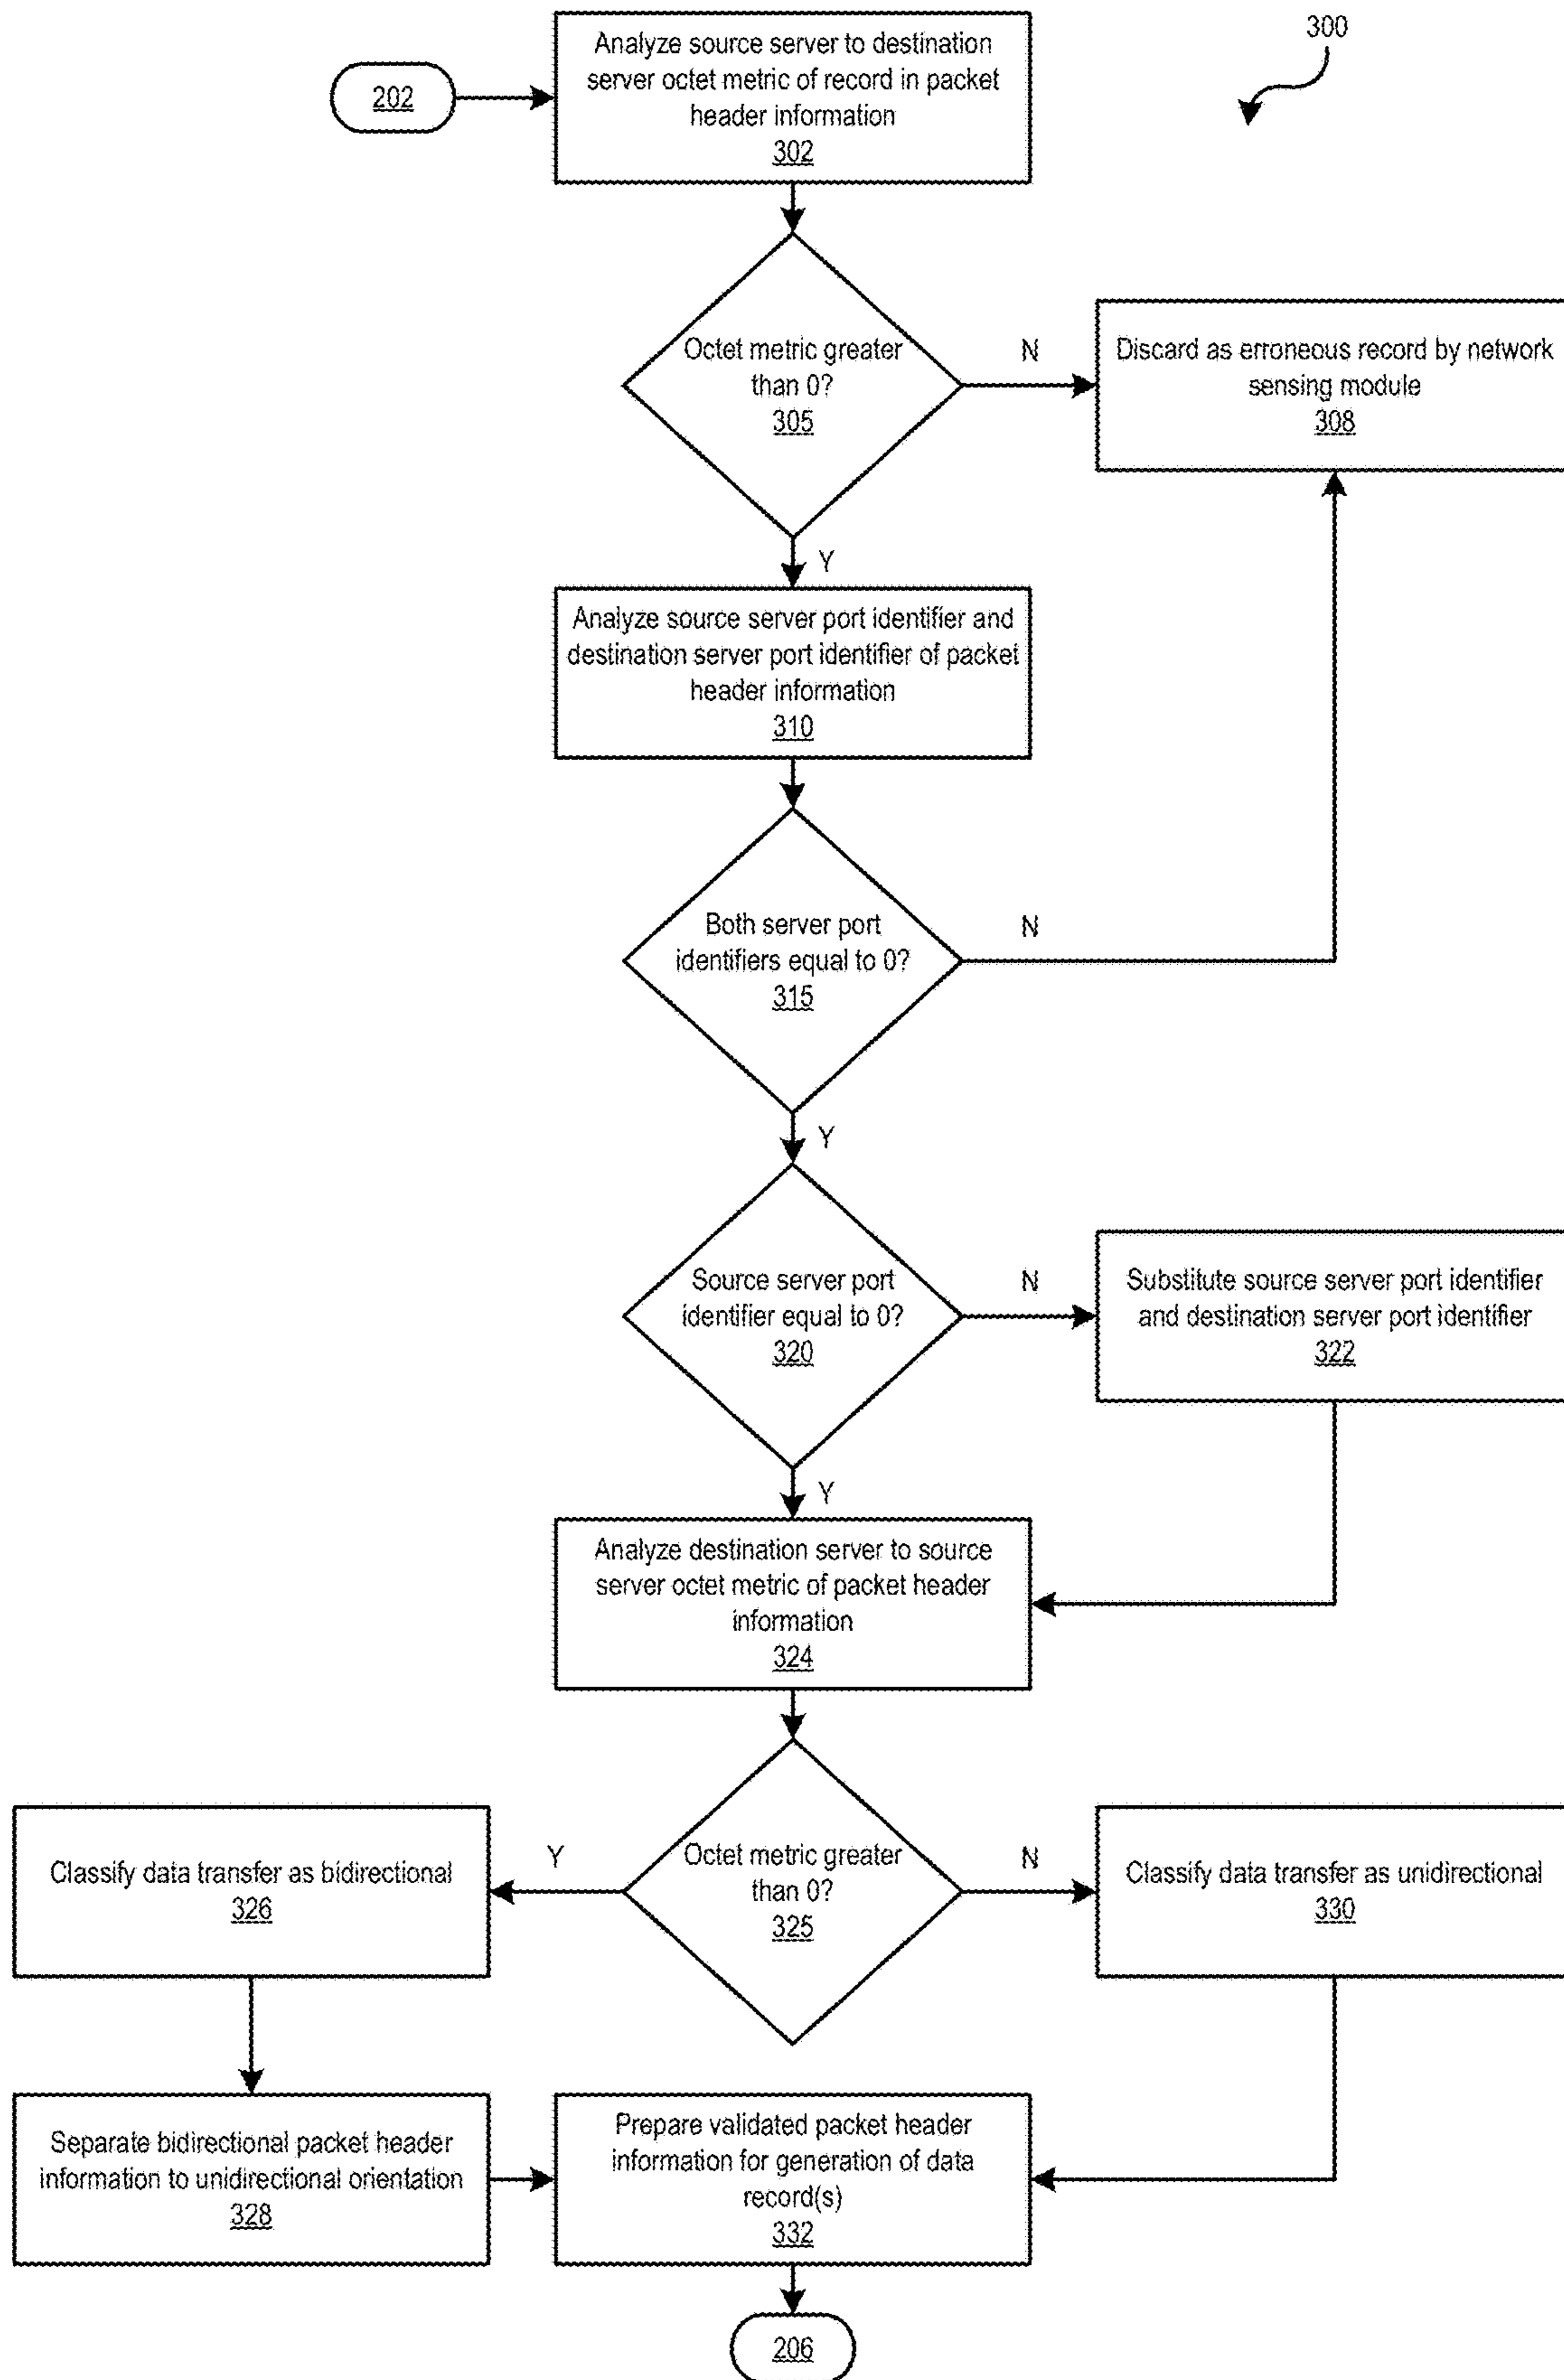 300
202
Analyze source server to destination
server octet metric of record in packet
header information
302
Octet metric greater
than 0?
305
N
Discard as erroneous record by network
sensing module
308
Y
Analyze source server port identifier and
destination server port identifier of packet
header information
310
Both server port
identifiers equal to 0?
315
N
Y
Source server port
identifier equal to 0?
320
N
Substitute source server port identifier
and destination server port identifier
322
Y
Analyze destination server to source
server octet metric of packet header
information
324
Octet metric greater
than 0?
325
Y
Classify data transfer as bidirectional
326
N
Classify data transfer as unidirectional
330
Separate bidirectional packet header
information to unidirectional orientation
328
Prepare validated packet header
information for generation of data
record(s)
332
206